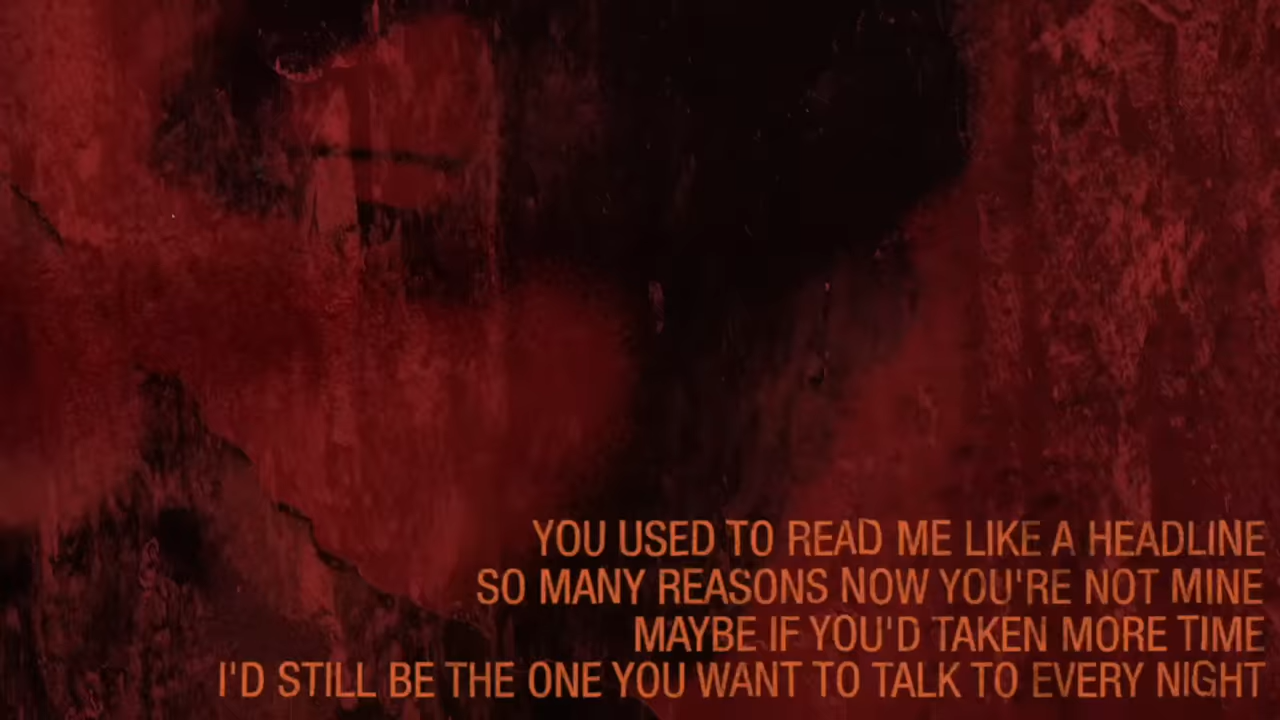 YOU USED TO READ ME LIKE A HEADLINE
SO MANY REASONS NOW YOU'RE NOT MINE
MAYBE IF YOU'D TAKEN MORE TIME
I'D STILL BE THE ONE YOU WANT TO TALK TO EVERY NIGHT